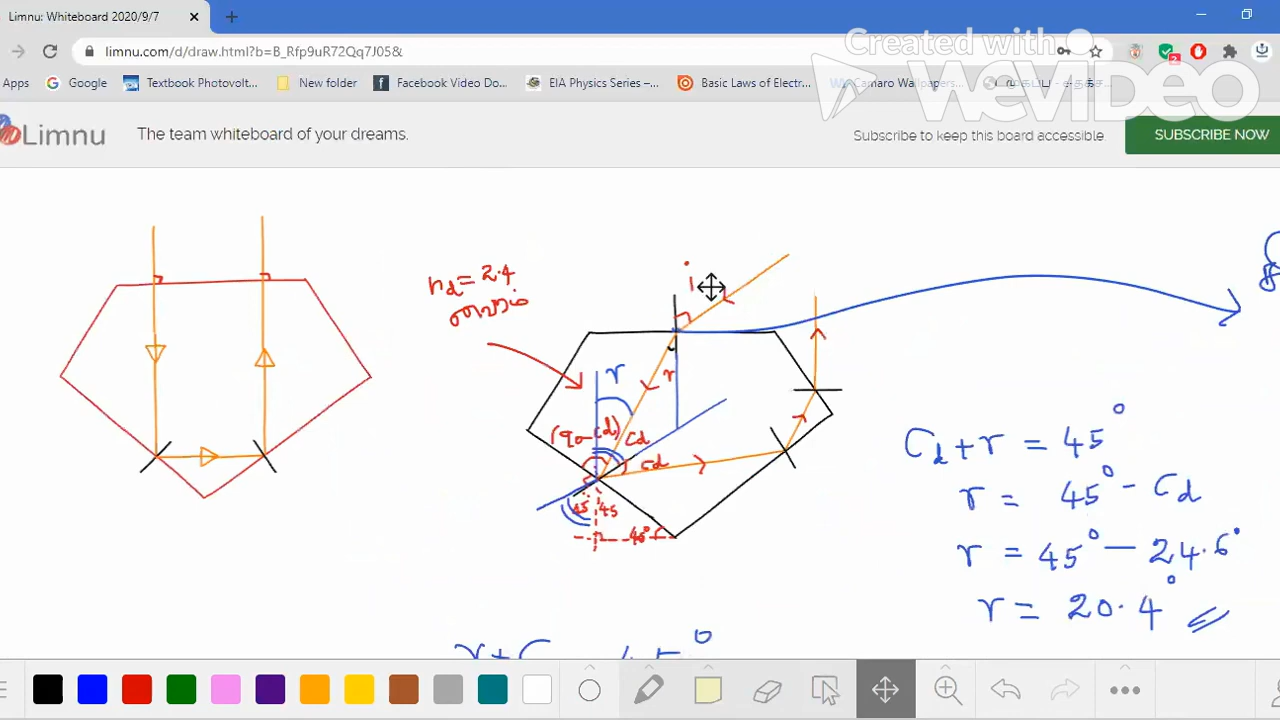 Limnu: Whiteboard 2020/9/7
limnu.com/d/draw.html?b=B_Rfp9uR72Qq7J05&
Created with
WEVIDEO
Apps
Google
Textbook Photovolt...
New folder
Facebook Video.Do...
EIA Physics Series –...
Basic Laws of Electr...
Camaro Wallpapers...
Limnu
The team whiteboard of your dreams.
Subscribe to keep this board accessible.
SUBSCRIBE NOW
nd = 2.4
i
r
r
(90-Cd)
Cd
Cd
45
45
45°
Cd + r = 45°
r = 45° - Cd
r = 45° - 24.6°
r = 20.4°